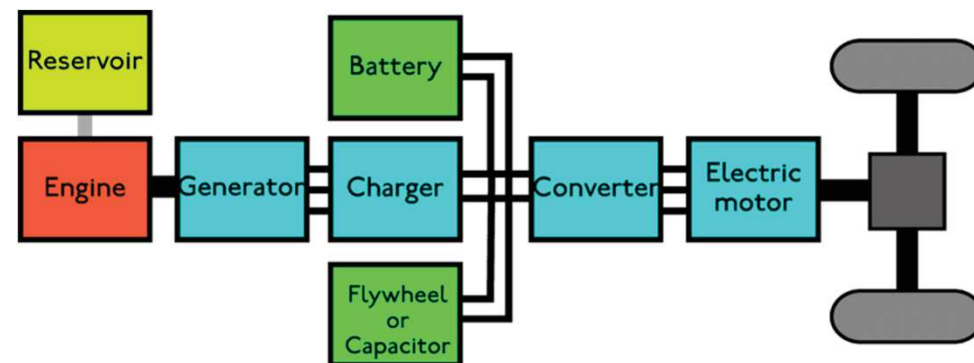 Reservoir
Battery
Engine
Generator
Charger
Converter
Electric
motor
Flywheel
or
Capacitor